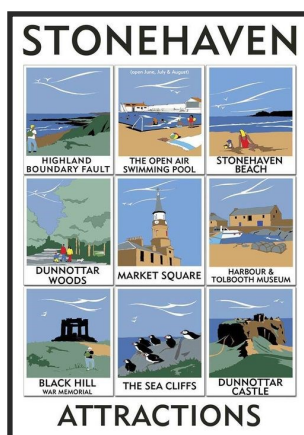 STONEHAVEN
(open June, July & August)
HIGHLAND
BOUNDARY FAULT
THE OPEN AIR
SWIMMING POOL
STONEHAVEN
BEACH
DUNNOTTAR
WOODS
MARKET SQUARE
HARBOUR &
TOLBOOTH MUSEUM
BLACK HILL
WAR MEMORIAL
THE SEA CLIFFS
DUNNOTTAR
CASTLE
ATTRACTIONS